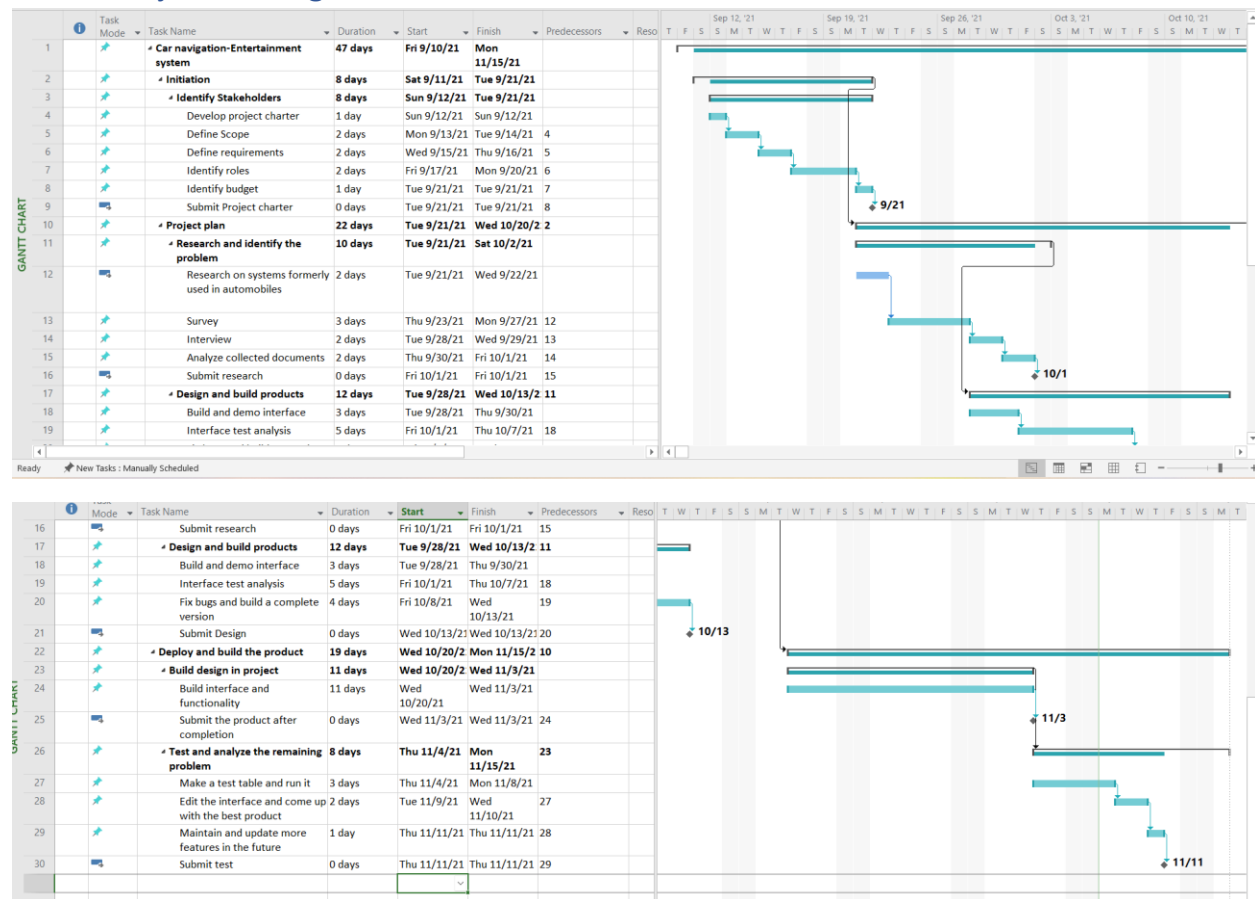 Task Mode Task Name Duration Start Finish Predecessors Reso
Sep 12, '21 Sep 19, '21 Sep 26, '21 Oct 3, '21 Oct 10, '21
T F S S M T W T F S S M T W T F S S M T W T F S S M T W T F S S M T W T
1 Car navigation-Entertainment system 47 days Fri 9/10/21 Mon 11/15/21
2 Initiation 8 days Sat 9/11/21 Tue 9/21/21
3 Identify Stakeholders 8 days Sun 9/12/21 Tue 9/21/21
4 Develop project charter 1 day Sun 9/12/21 Sun 9/12/21
5 Define Scope 2 days Mon 9/13/21 Tue 9/14/21 4
6 Define requirements 2 days Wed 9/15/21 Thu 9/16/21 5
7 Identify roles 2 days Fri 9/17/21 Mon 9/20/21 6
8 Identify budget 1 day Tue 9/21/21 Tue 9/21/21 7
9 Submit Project charter 0 days Tue 9/21/21 Tue 9/21/21 8 9/21
10 Project plan 22 days Tue 9/21/21 Wed 10/20/2 2
11 Research and identify the problem 10 days Tue 9/21/21 Sat 10/2/21
12 Research on systems formerly used in automobiles 2 days Tue 9/21/21 Wed 9/22/21
13 Survey 3 days Thu 9/23/21 Mon 9/27/21 12
14 Interview 2 days Tue 9/28/21 Wed 9/29/21 13
15 Analyze collected documents 2 days Thu 9/30/21 Fri 10/1/21 14
16 Submit research 0 days Fri 10/1/21 Fri 10/1/21 15 10/1
17 Design and build products 12 days Tue 9/28/21 Wed 10/13/2 11
18 Build and demo interface 3 days Tue 9/28/21 Thu 9/30/21
19 Interface test analysis 5 days Fri 10/1/21 Thu 10/7/21 18
GANTT CHART
Ready New Tasks : Manually Scheduled
Mode Task Name Duration Start Finish Predecessors Reso
T W T F S S M T W T F S S M T W T F S S M T W T F S S M T W T F S S M T
16 Submit research 0 days Fri 10/1/21 Fri 10/1/21 15
17 Design and build products 12 days Tue 9/28/21 Wed 10/13/2 11
18 Build and demo interface 3 days Tue 9/28/21 Thu 9/30/21
19 Interface test analysis 5 days Fri 10/1/21 Thu 10/7/21 18
20 Fix bugs and build a complete version 4 days Fri 10/8/21 Wed 10/13/21 19
21 Submit Design 0 days Wed 10/13/21 Wed 10/13/21 20 10/13
22 Deploy and build the product 19 days Wed 10/20/2 Mon 11/15/2 10
23 Build design in project 11 days Wed 10/20/2 Wed 11/3/21
24 Build interface and functionality 11 days Wed 10/20/21 Wed 11/3/21
25 Submit the product after completion 0 days Wed 11/3/21 Wed 11/3/21 24 11/3
26 Test and analyze the remaining problem 8 days Thu 11/4/21 Mon 11/15/21 23
27 Make a test table and run it 3 days Thu 11/4/21 Mon 11/8/21
28 Edit the interface and come up with the best product 2 days Tue 11/9/21 Wed 11/10/21 27
29 Maintain and update more features in the future 1 day Thu 11/11/21 Thu 11/11/21 28
30 Submit test 0 days Thu 11/11/21 Thu 11/11/21 29 11/11
GANTT CHART